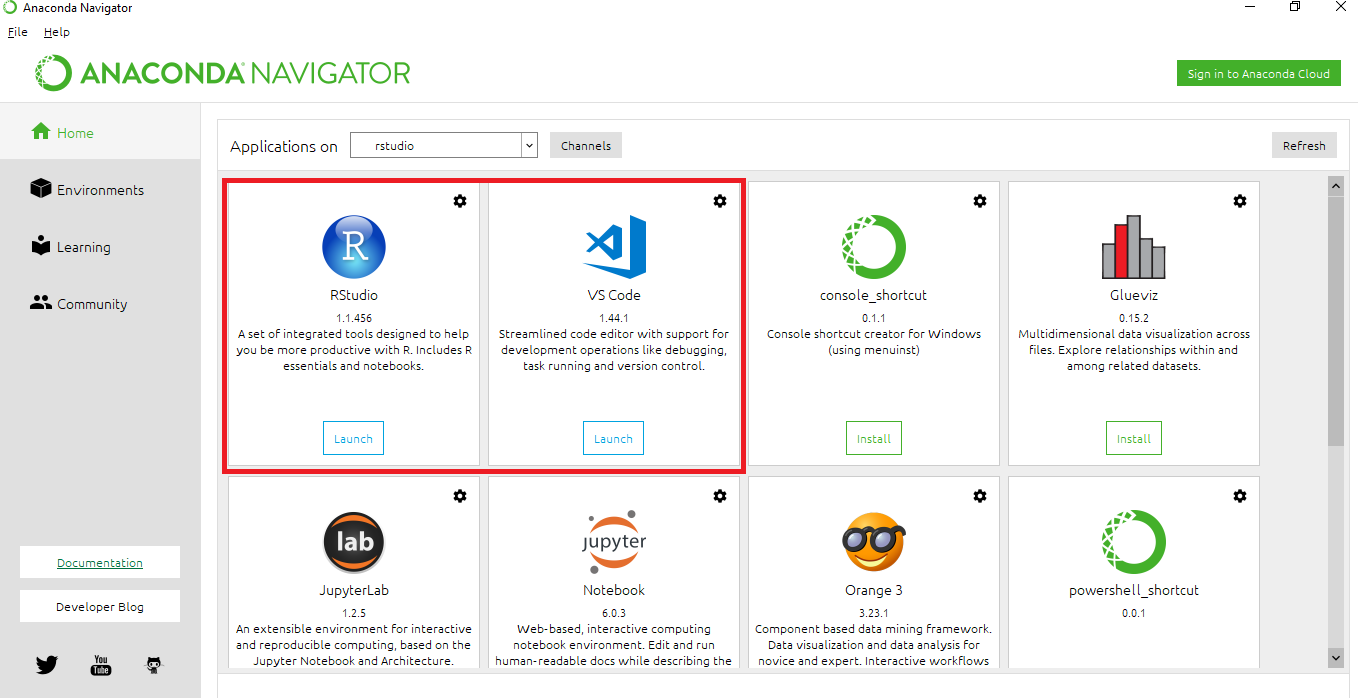 Anaconda Navigator
File Help
ANACONDA NAVIGATOR
Sign in to Anaconda Cloud
Home
Environments
Learning
Community
Documentation
Developer Blog
You
Tube
Applications on rstudio Channels Refresh
R
RStudio
1.1.456
A set of integrated tools designed to help
you be more productive with R. Includes R
essentials and notebooks.
Launch
VS Code
1.44.1
Streamlined code editor with support for
development operations like debugging,
task running and version control.
Launch
console_shortcut
0.1.1
Console shortcut creator for Windows
(using menuinst)
Install
Glueviz
0.15.2
Multidimensional data visualization across
files. Explore relationships within and
among related datasets.
Install
lab
JupyterLab
1.2.5
An extensible environment for interactive
and reproducible computing, based on the
Jupyter Notebook and Architecture.
jupyter
Notebook
6.0.3
Web-based, interactive computing
notebook environment. Edit and run
human-readable docs while describing the
Orange 3
3.23.1
Component based data mining framework.
Data visualization and data analysis for
novice and expert. Interactive workflows
powershell_shortcut
0.0.1